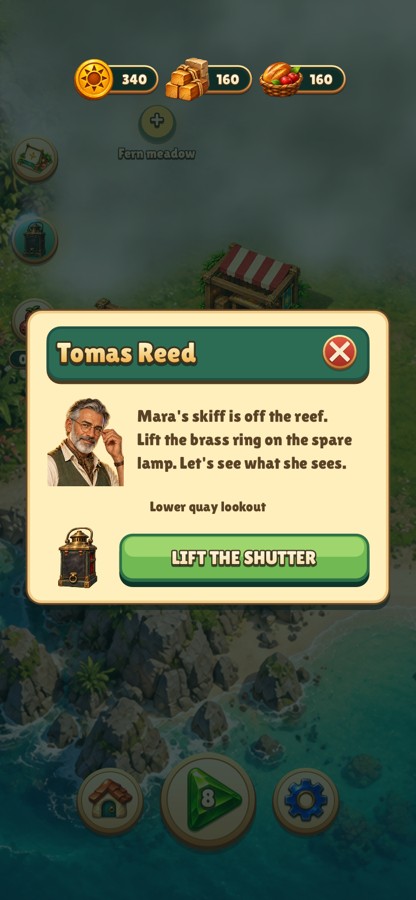 340
160
160
Fern meadow
Tomas Reed
Mara's skiff is off the reef.
Lift the brass ring on the spare
lamp. Let's see what she sees.
Lower quay lookout
LIFT THE SHUTTER
8